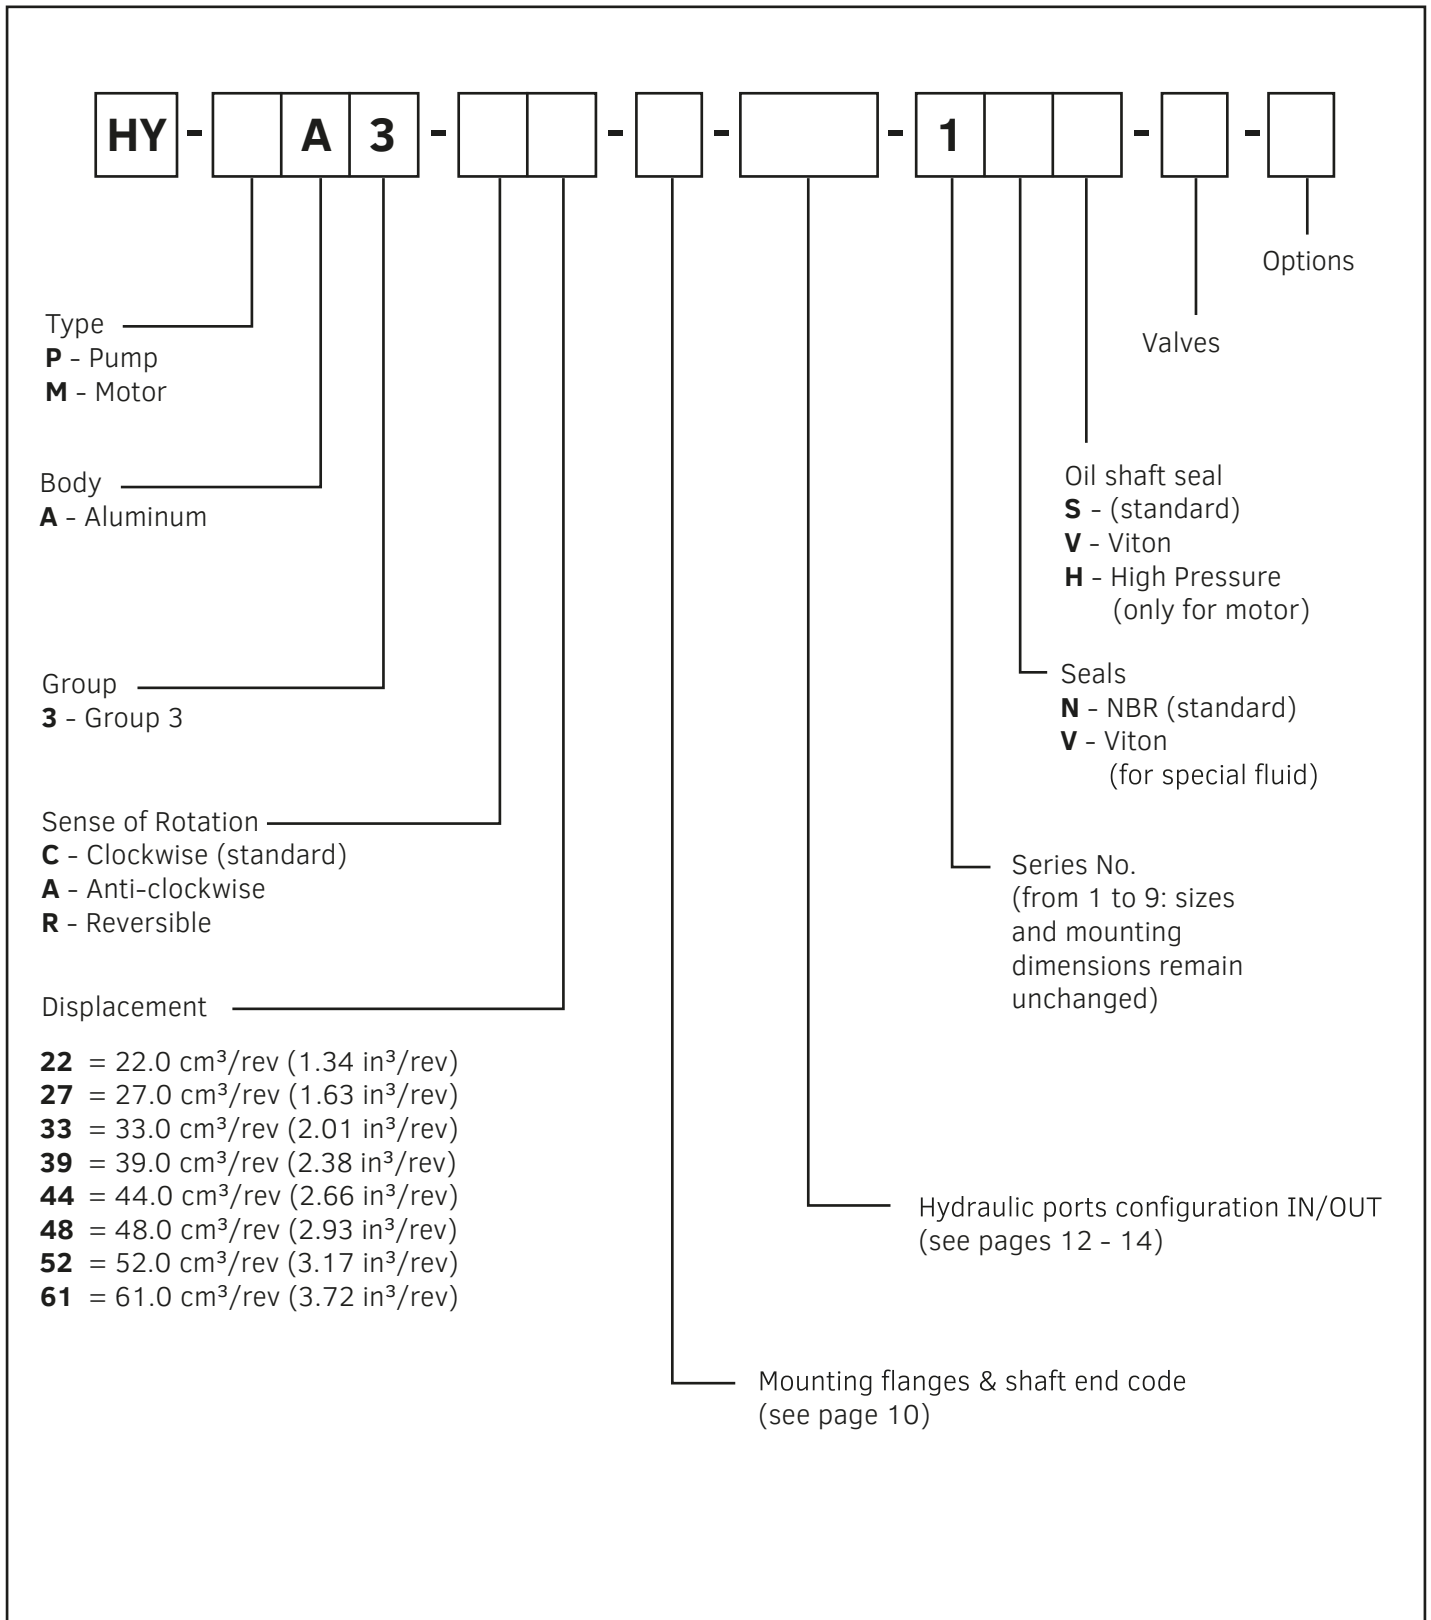 HY - A 3 - - - - 1 - -
Options
Valves
Type
P - Pump
M - Motor
Body
A - Aluminum
Group
3 - Group 3
Sense of Rotation
C - Clockwise (standard)
A - Anti-clockwise
R - Reversible
Displacement
22 = 22.0 cm³/rev (1.34 in³/rev)
27 = 27.0 cm³/rev (1.63 in³/rev)
33 = 33.0 cm³/rev (2.01 in³/rev)
39 = 39.0 cm³/rev (2.38 in³/rev)
44 = 44.0 cm³/rev (2.66 in³/rev)
48 = 48.0 cm³/rev (2.93 in³/rev)
52 = 52.0 cm³/rev (3.17 in³/rev)
61 = 61.0 cm³/rev (3.72 in³/rev)
Oil shaft seal
S - (standard)
V - Viton
H - High Pressure
(only for motor)
Seals
N - NBR (standard)
V - Viton
(for special fluid)
Series No.
(from 1 to 9: sizes
and mounting
dimensions remain
unchanged)
Hydraulic ports configuration IN/OUT
(see pages 12 - 14)
Mounting flanges & shaft end code
(see page 10)